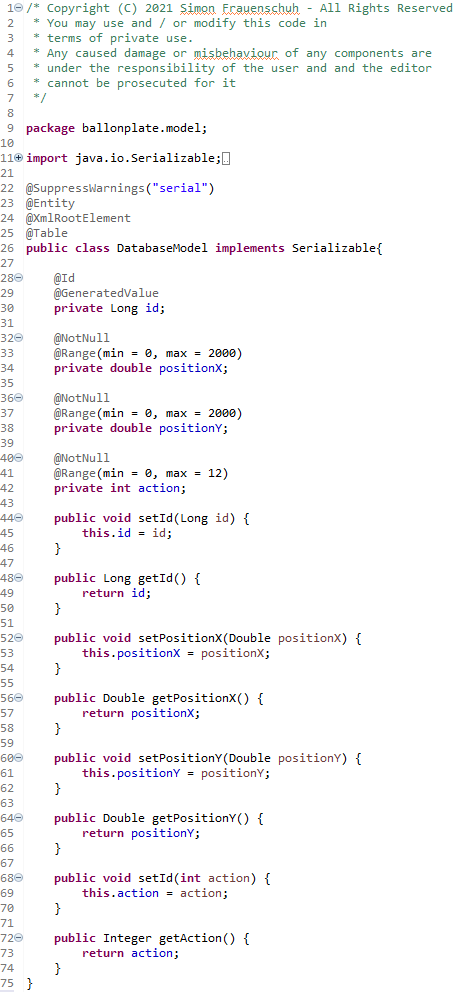 1 /* Copyright (C) 2021 Simon Frauenschuh - All Rights Reserved
2  * You may use and / or modify this code in
3  * terms of private use.
4  * Any caused damage or misbehaviour of any components are
5  * under the responsibility of the user and and the editor
6  * cannot be prosecuted for it
7  */
8
9 package ballonplate.model;
10
11 import java.io.Serializable;
21
22 @SuppressWarnings("serial")
23 @Entity
24 @XmlRootElement
25 @Table
26 public class DatabaseModel implements Serializable{
27
28     @Id
29     @GeneratedValue
30     private Long id;
31
32     @NotNull
33     @Range(min = 0, max = 2000)
34     private double positionX;
35
36     @NotNull
37     @Range(min = 0, max = 2000)
38     private double positionY;
39
40     @NotNull
41     @Range(min = 0, max = 12)
42     private int action;
43
44     public void setId(Long id) {
45         this.id = id;
46     }
47
48     public Long getId() {
49         return id;
50     }
51
52     public void setPositionX(Double positionX) {
53         this.positionX = positionX;
54     }
55
56     public Double getPositionX() {
57         return positionX;
58     }
59
60     public void setPositionY(Double positionY) {
61         this.positionY = positionY;
62     }
63
64     public Double getPositionY() {
65         return positionY;
66     }
67
68     public void setId(int action) {
69         this.action = action;
70     }
71
72     public Integer getAction() {
73         return action;
74     }
75 }